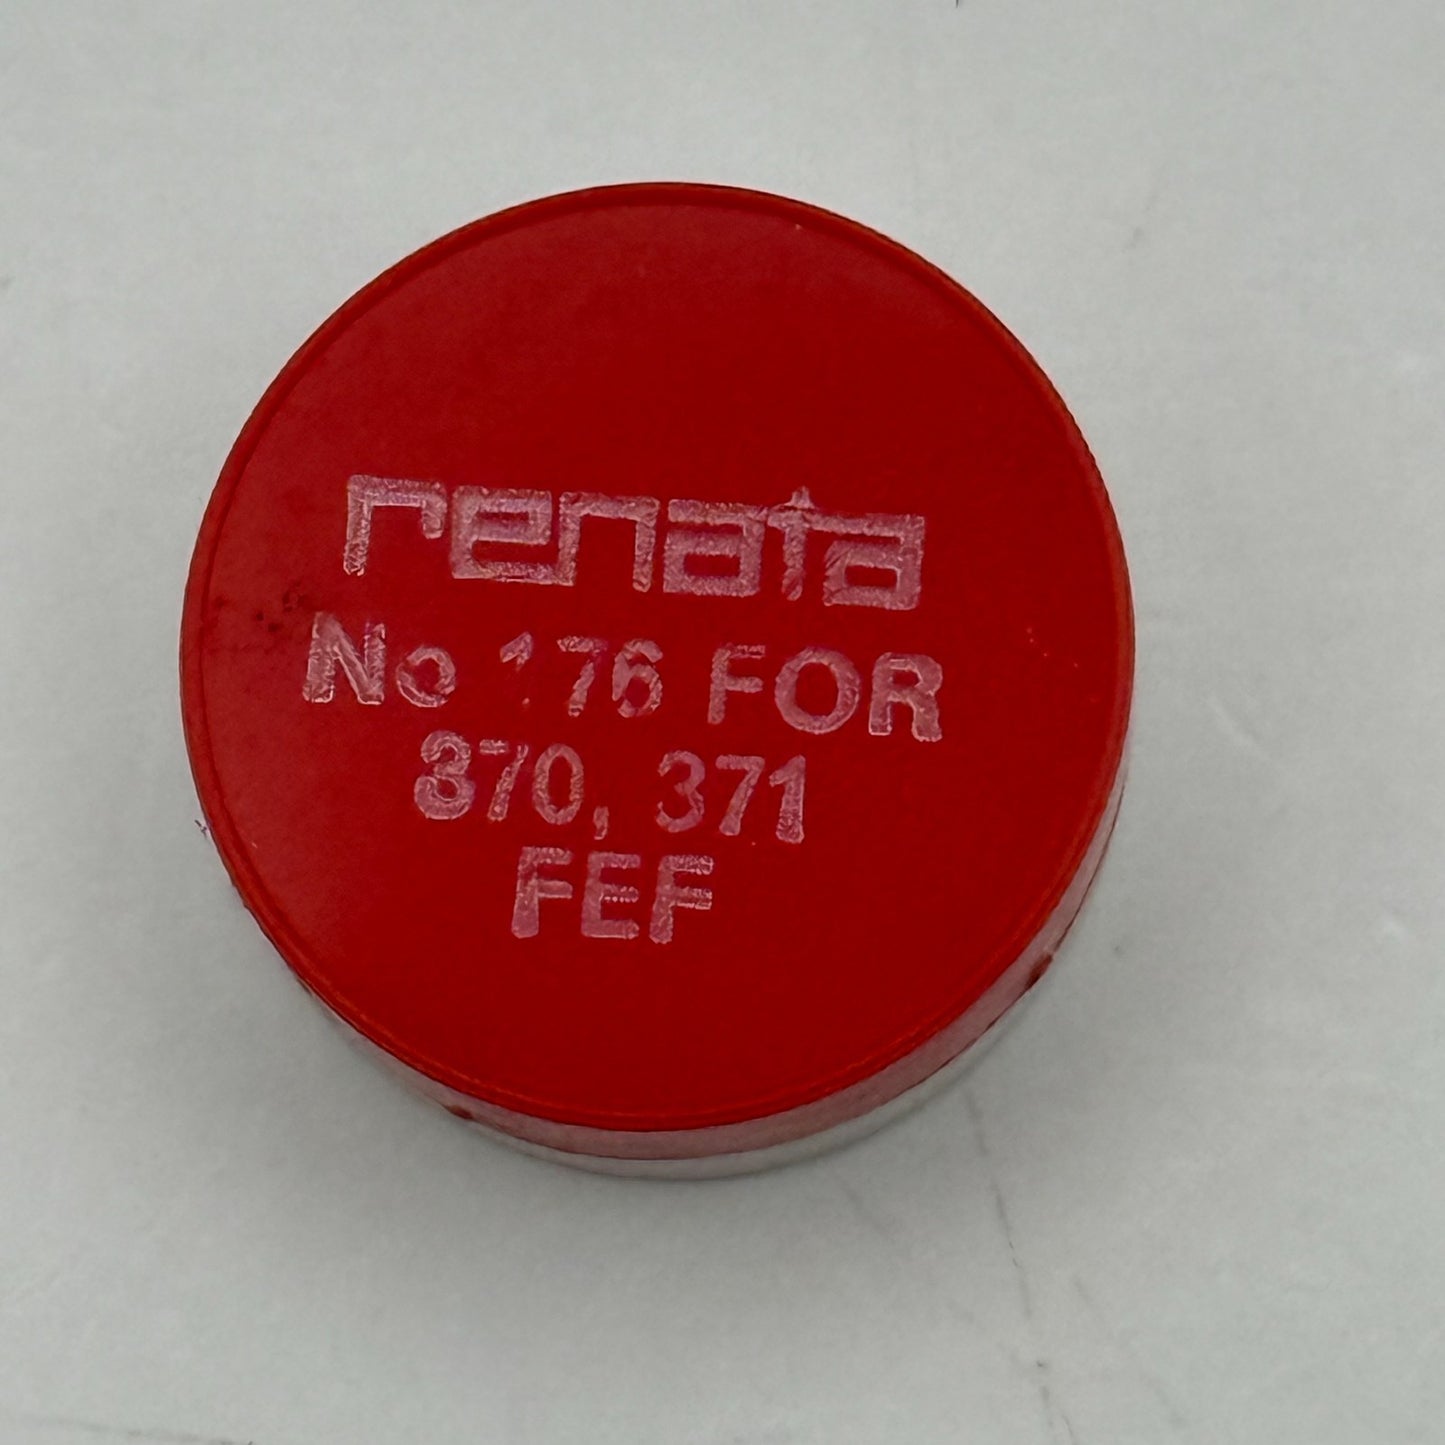 renata
No 176 FOR
370, 371
FEF